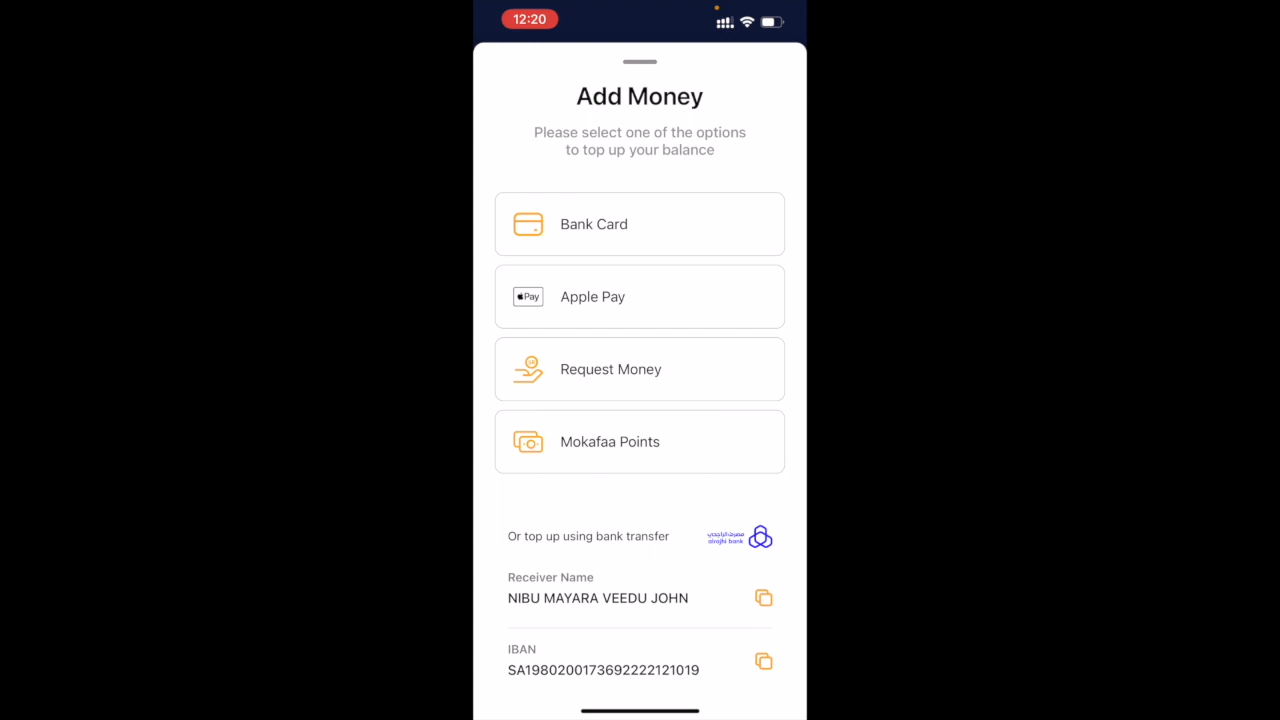 12:20
Add Money
Please select one of the options
to top up your balance
Bank Card
Pay Apple Pay
Request Money
Mokafaa Points
Or top up using bank transfer
مصرف الراجحي
alrajhi bank
Receiver Name
NIBU MAYARA VEEDU JOHN
IBAN
SA1980200173692222121019